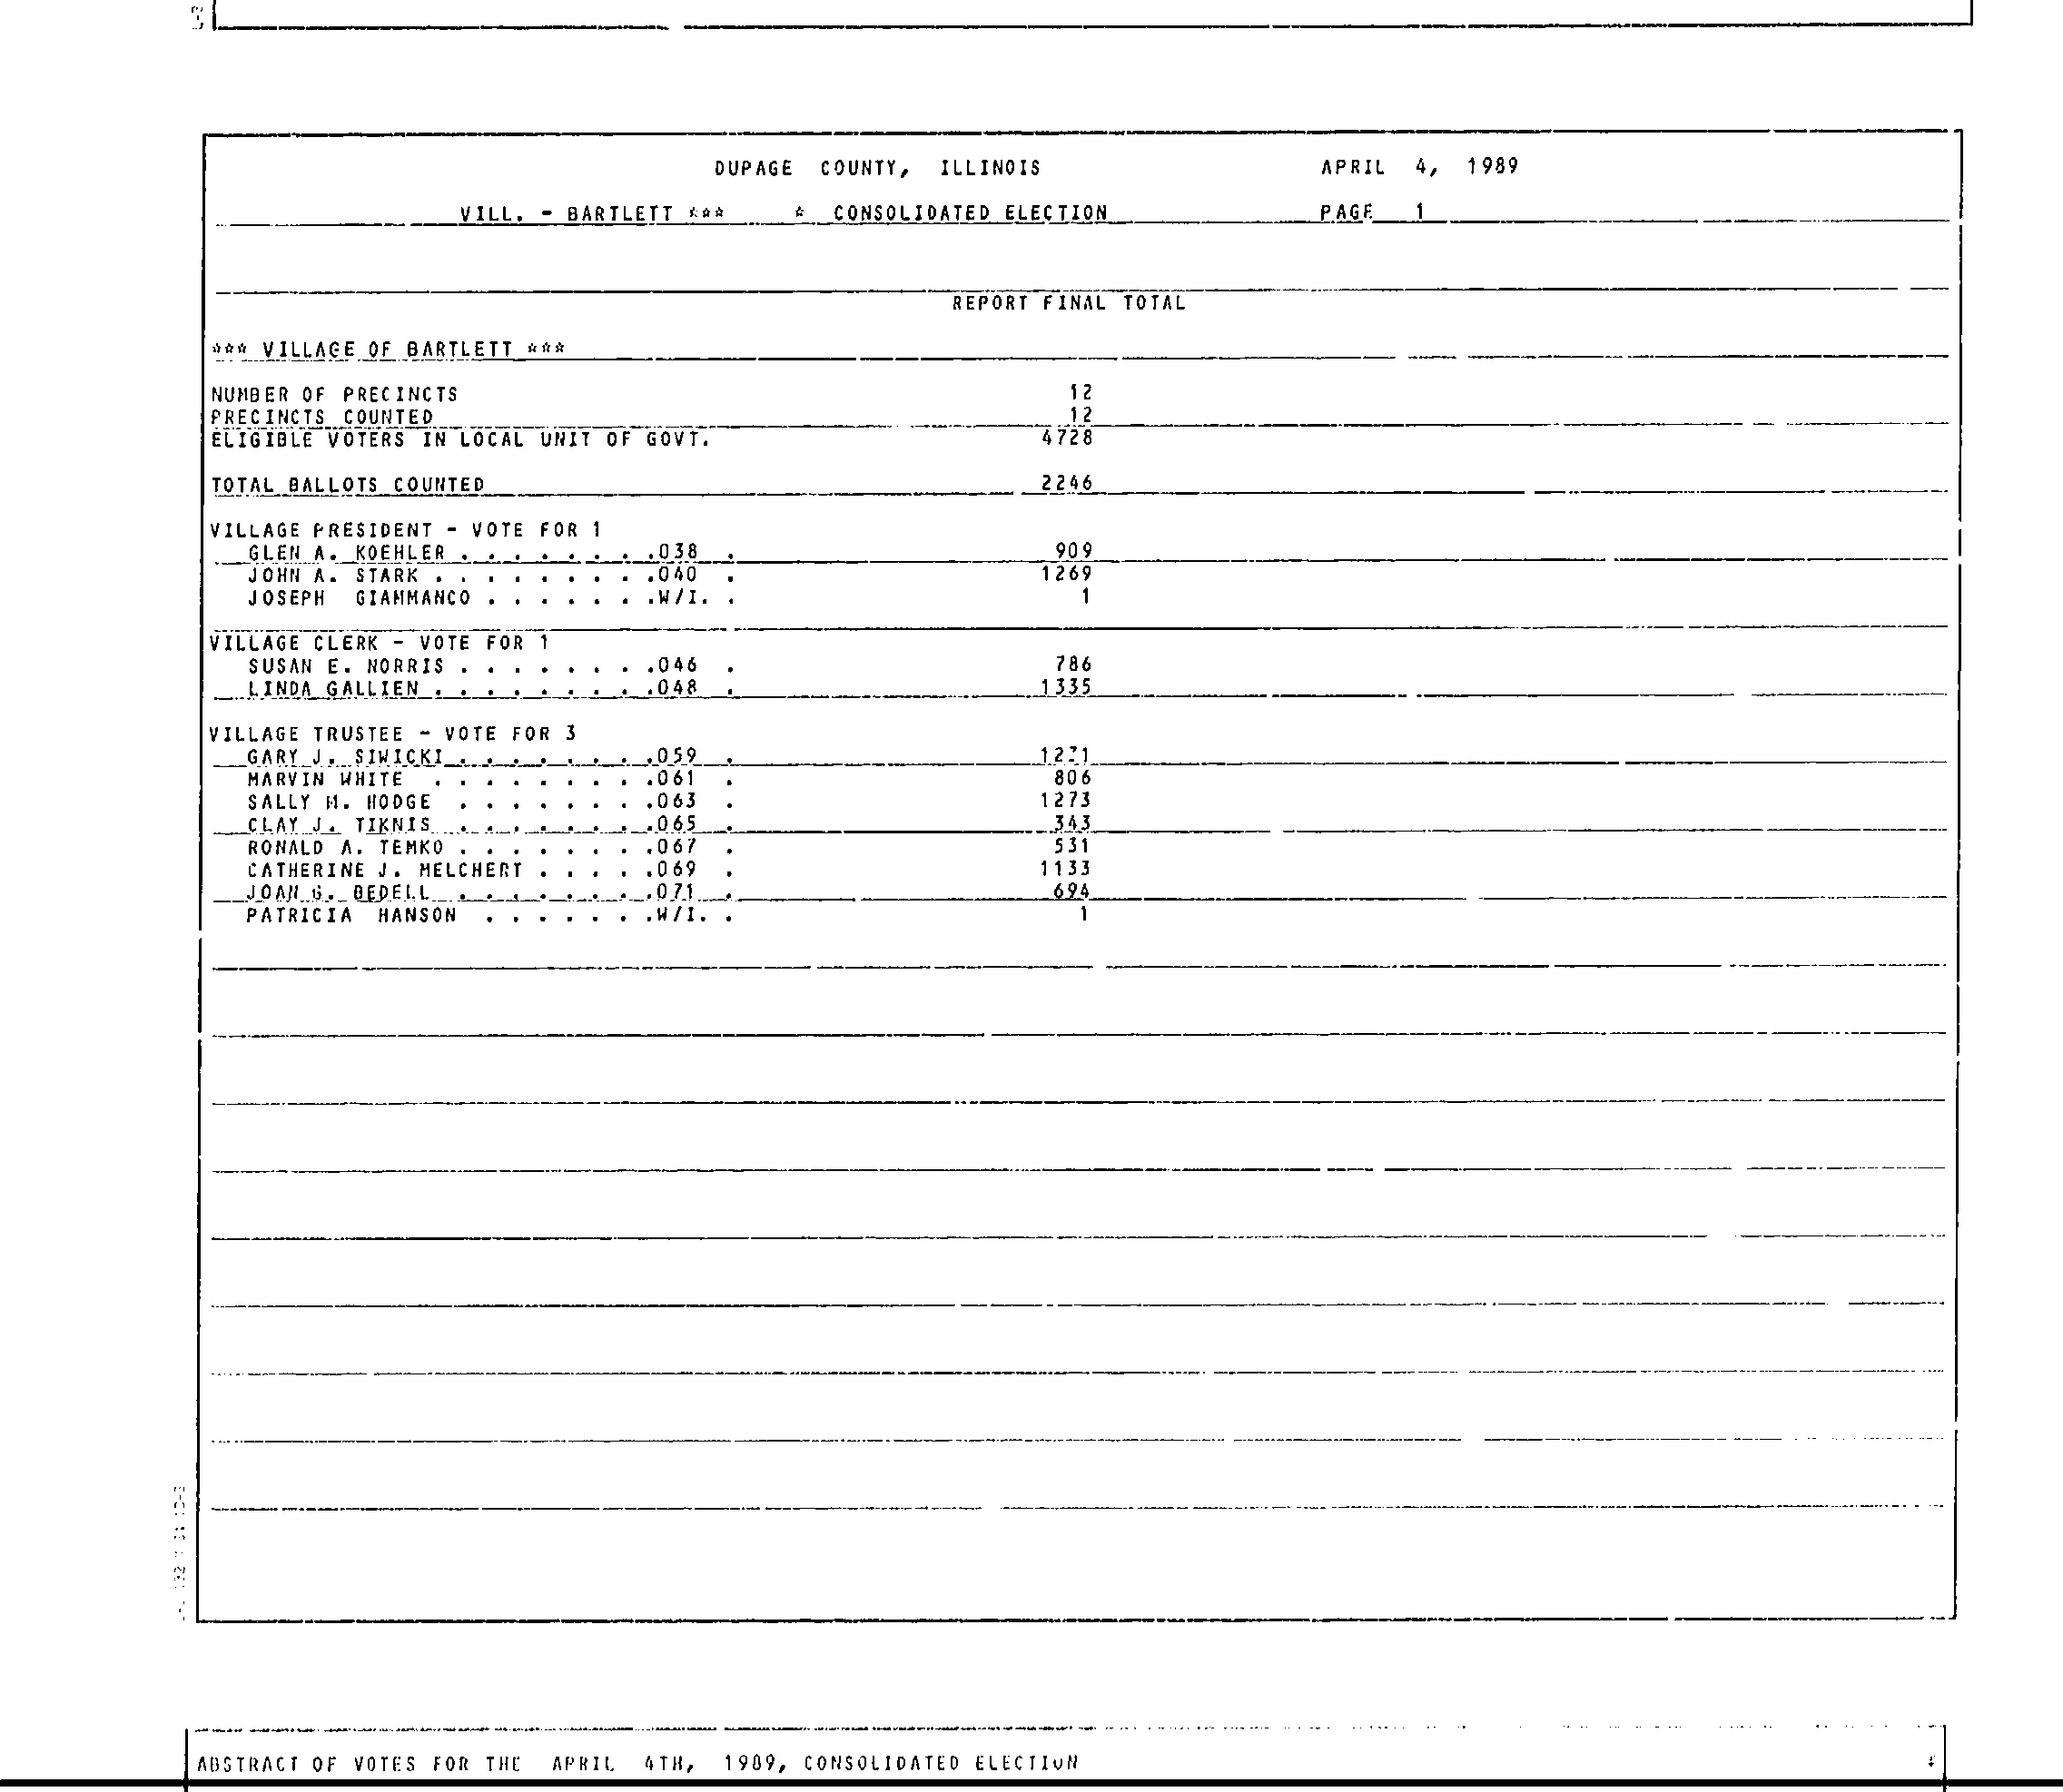 DUPAGE COUNTY, ILLINOIS APRIL 4, 1989
VILL. - BARTLETT *** * CONSOLIDATED ELECTION PAGE 1
REPORT FINAL TOTAL
*** VILLAGE OF BARTLETT ***
NUMBER OF PRECINCTS 12
PRECINCTS COUNTED 12
ELIGIBLE VOTERS IN LOCAL UNIT OF GOVT. 4728
TOTAL BALLOTS COUNTED 2246
VILLAGE PRESIDENT - VOTE FOR 1
GLEN A. KOEHLER . . . . . . . .038 . 909
JOHN A. STARK . . . . . . . . .040 . 1269
JOSEPH GIAMMANCO . . . . . . .W/I. . 1
VILLAGE CLERK - VOTE FOR 1
SUSAN E. NORRIS . . . . . . . .046 . 786
LINDA GALLIEN . . . . . . . . .048 . 1335
VILLAGE TRUSTEE - VOTE FOR 3
GARY J. SIWICKI . . . . . . . .059 .
MARVIN WHITE . . . . . . . . .061 . 806
SALLY M. HODGE . . . . . . . .063 . 1273
CLAY J. TIKNIS . . . . . . . .065 . 343
RONALD A. TEMKO . . . . . . . .067 . 531
CATHERINE J. MELCHERT . . . . .069 . 1133
JOAN G. BEDELL . . . . . . . .071 . 694
PATRICIA HANSON . . . . . . .W/I. . 1
ABSTRACT OF VOTES FOR THE APRIL 4TH, 1989, CONSOLIDATED ELECTION